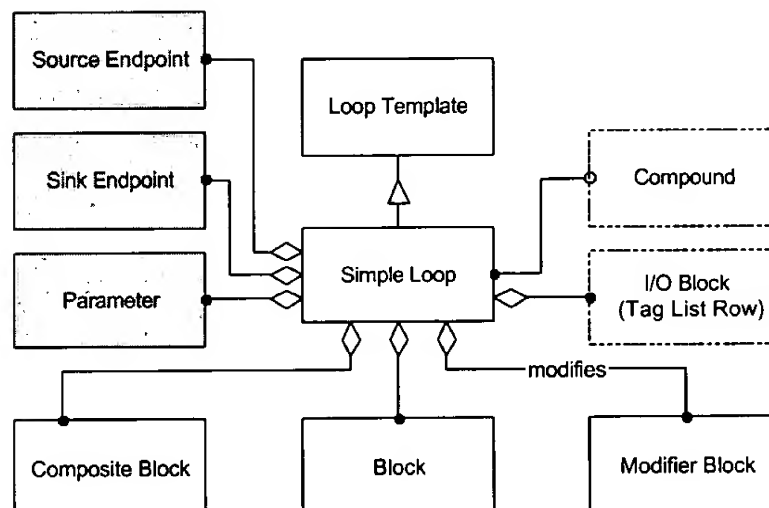 Source Endpoint
Loop Template
Sink Endpoint
Compound
Simple Loop
Parameter
I/O Block
(Tag List Row)
modifies
Composite Block
Block
Modifier Block